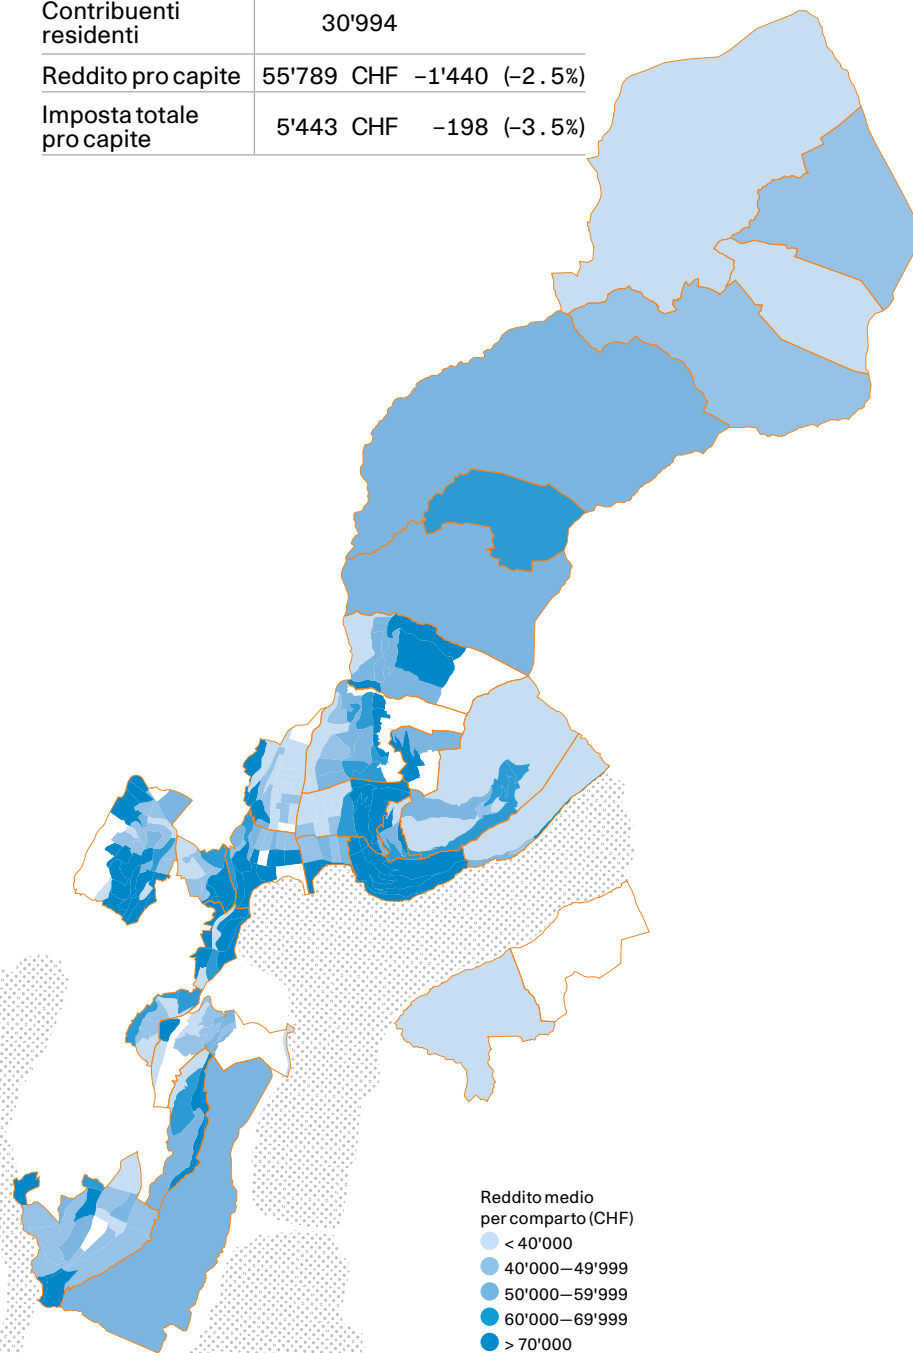 Contribuenti
residenti
30'994
Reddito pro capite 55'789 CHF –1'440 (–2.5%)
Imposta totale
pro capite
5'443 CHF –198 (–3.5%)
Reddito medio
per comparto (CHF)
< 40'000
40'000–49'999
50'000–59'999
60'000–69'999
> 70'000